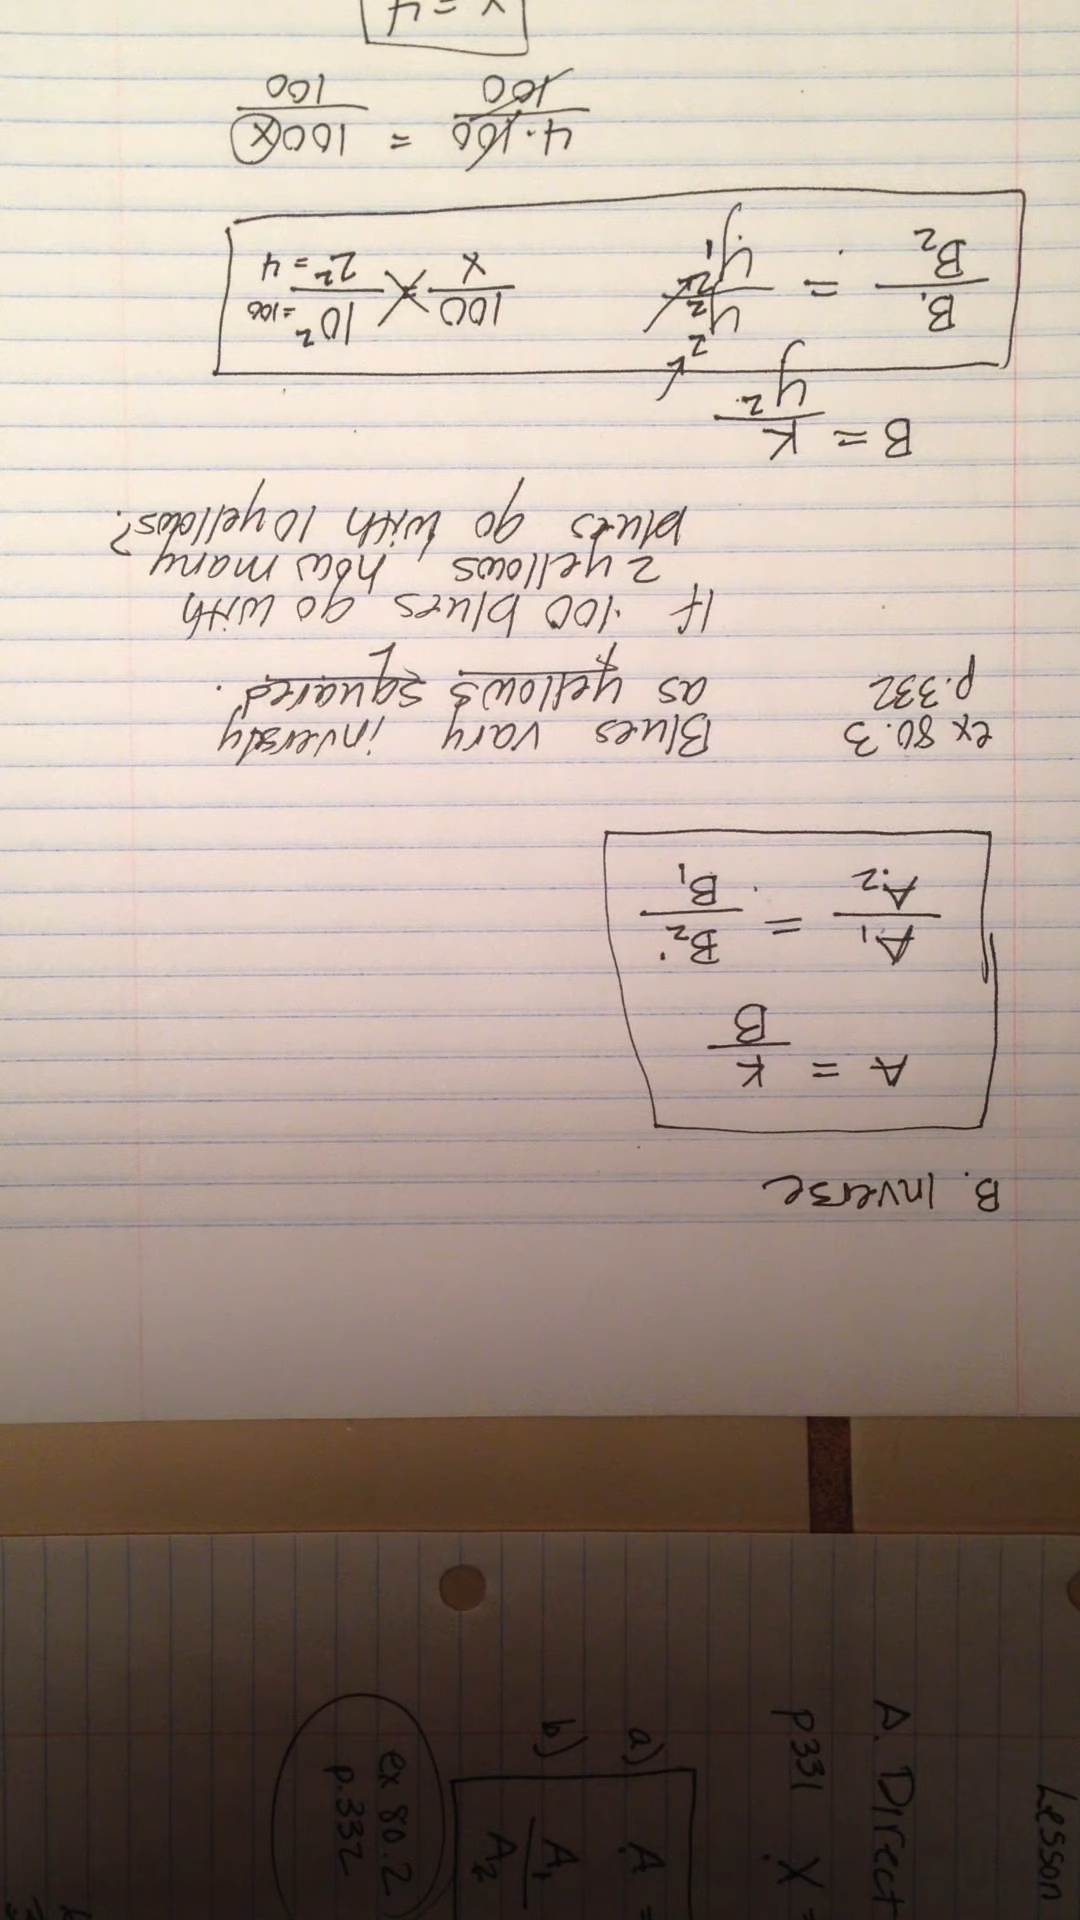 B. Inverse
A = K / B
A₁ / A₂ = B₂ / B₁
ex 80.3 Blues vary inversly
p.332 as yellows squared.
If 100 blues go with
2 yellows, how many
blues go with 10 yellows?
B = K / y²
B₁ / B₂ = y₂² / y₁² 100 / x = 10² = 100 / 2² = 4
4·100 / 100 = 100x / 100
x = 4
Lesson
A. Direct
p331 X =
a) A =
b) A₁ / A₂
ex 80.2
p.332